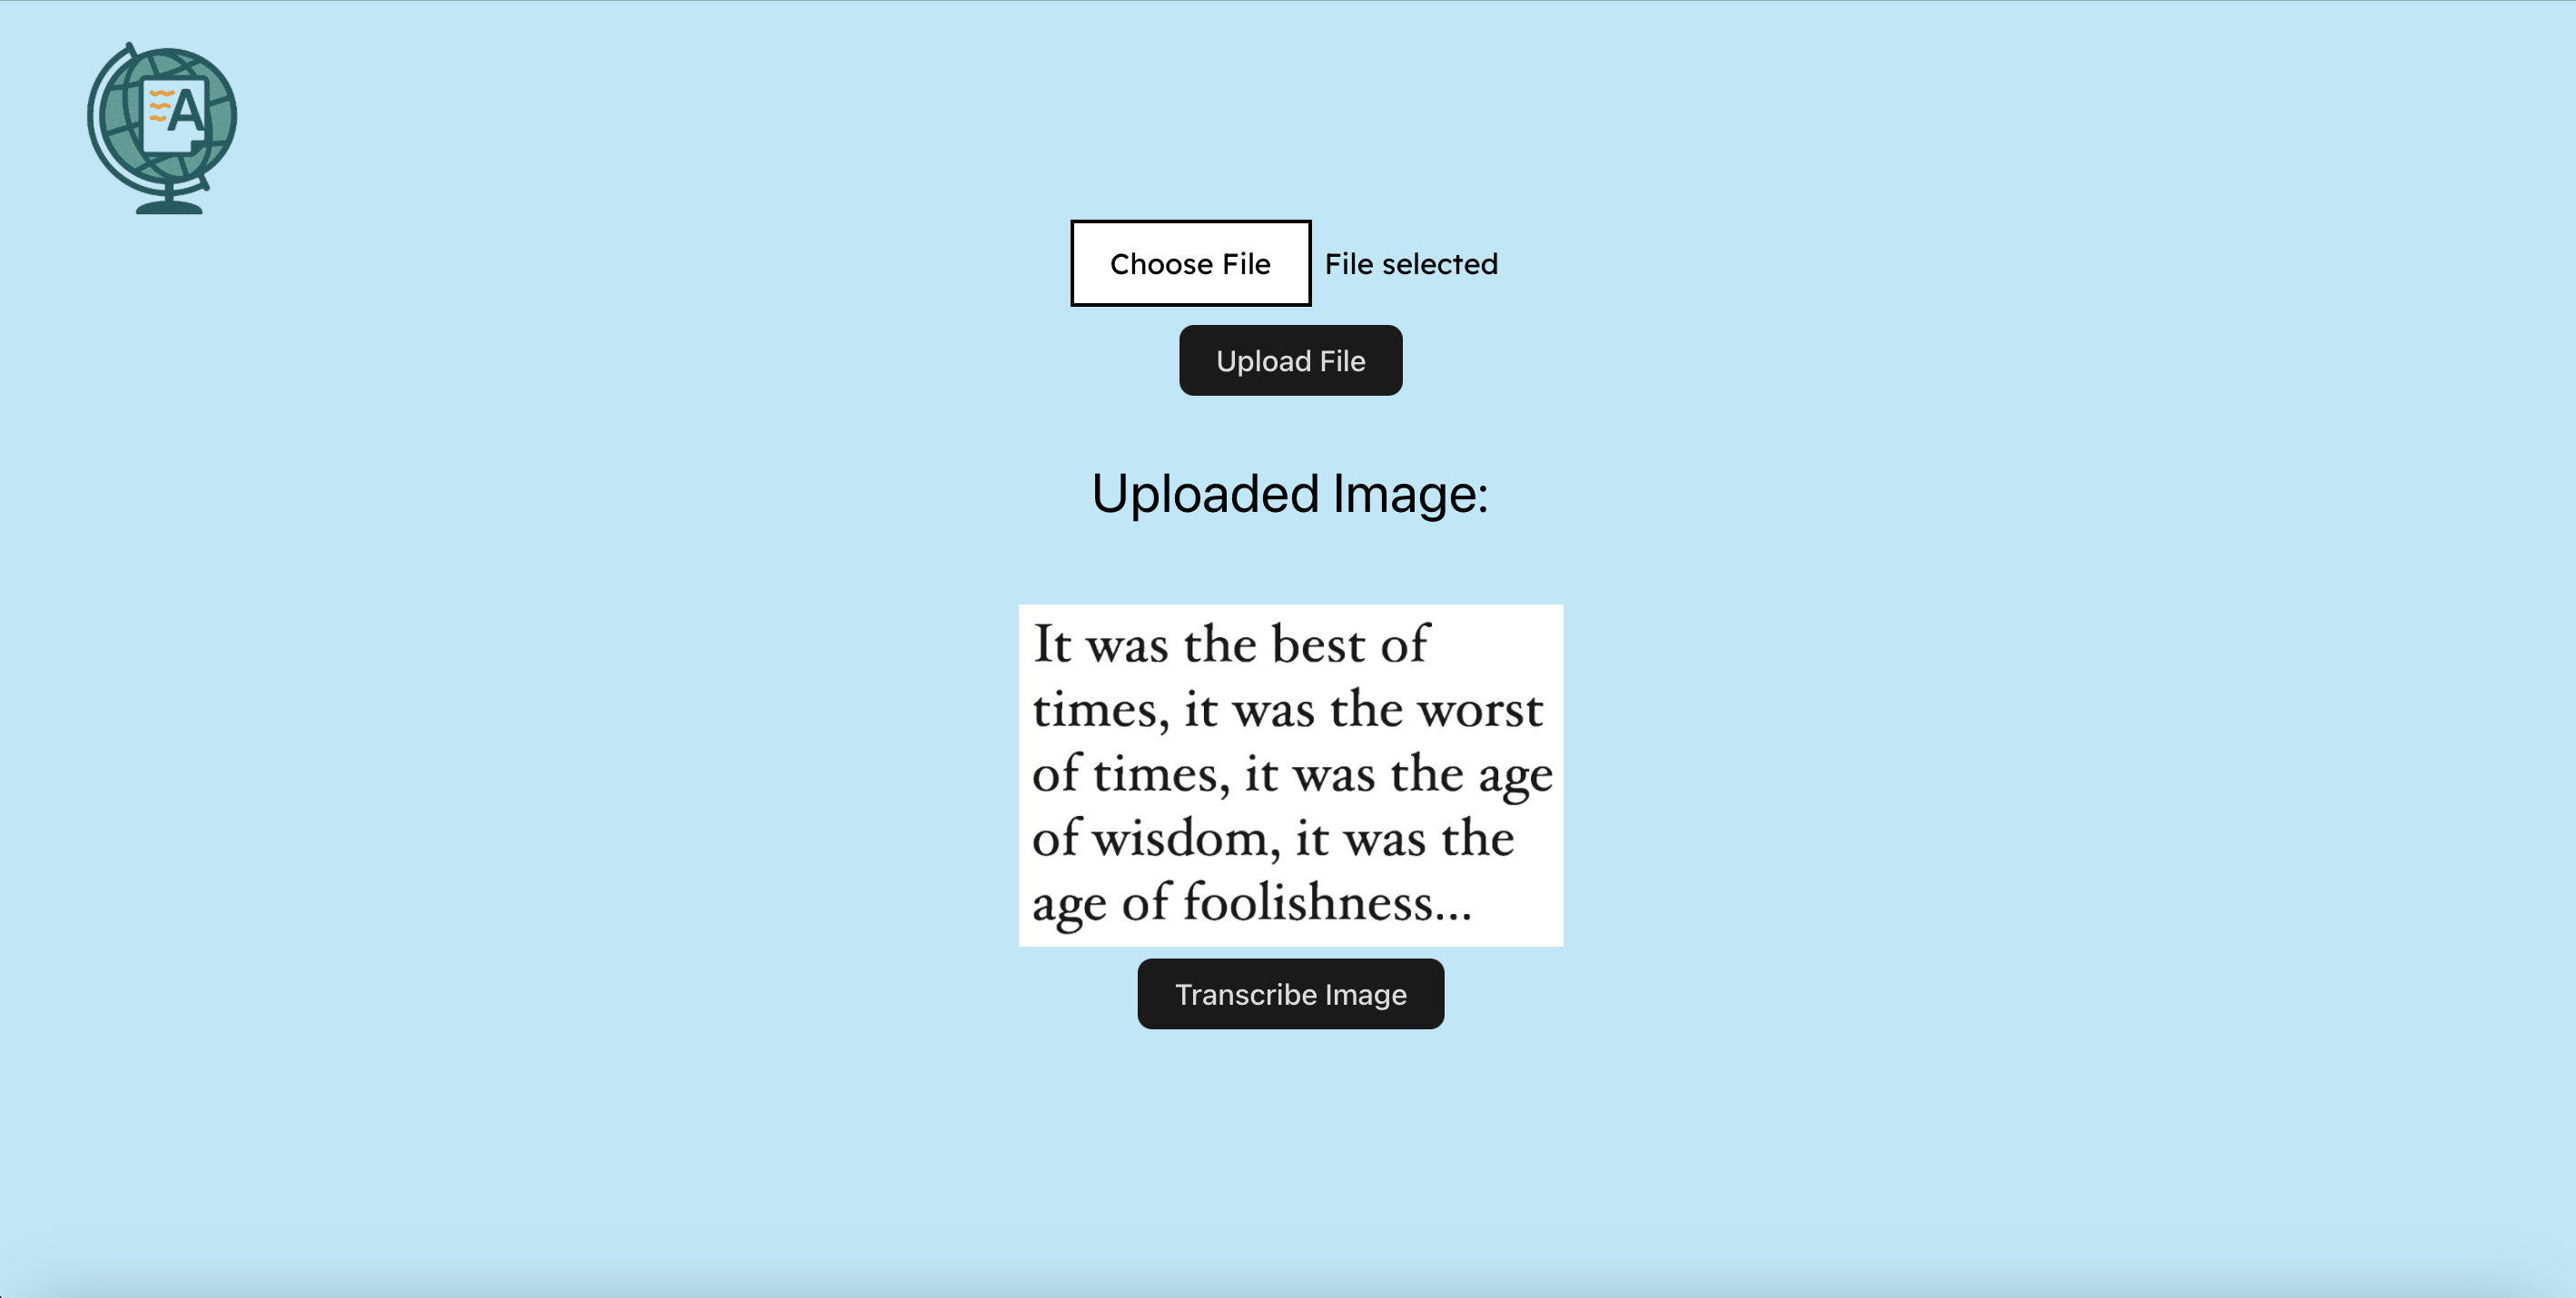 A
Choose File File selected
Upload File
Uploaded Image:
It was the best of
times, it was the worst
of times, it was the age
of wisdom, it was the
age of foolishness...
Transcribe Image